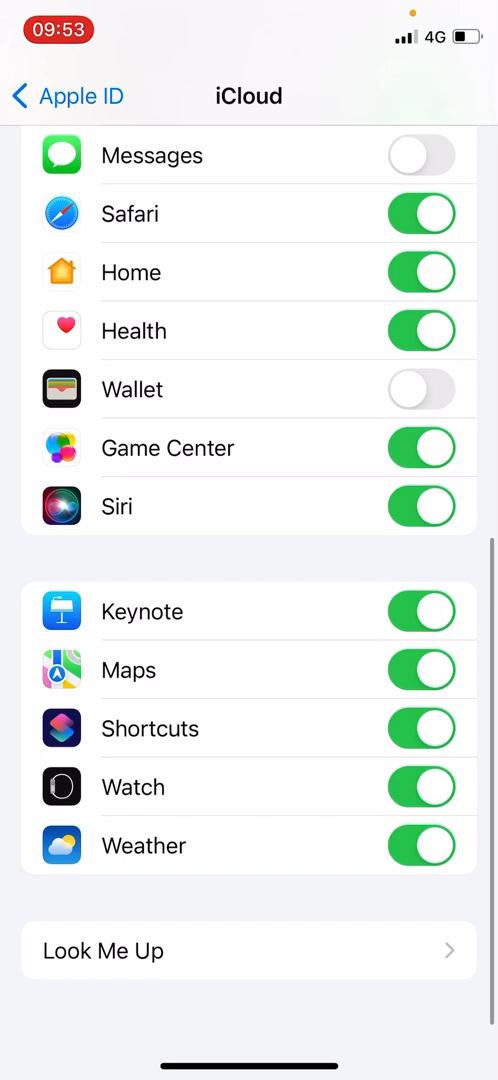 09:53
4G
Apple ID
iCloud
Messages
Safari
Home
Health
Wallet
Game Center
Siri
Keynote
Maps
Shortcuts
Watch
Weather
Look Me Up